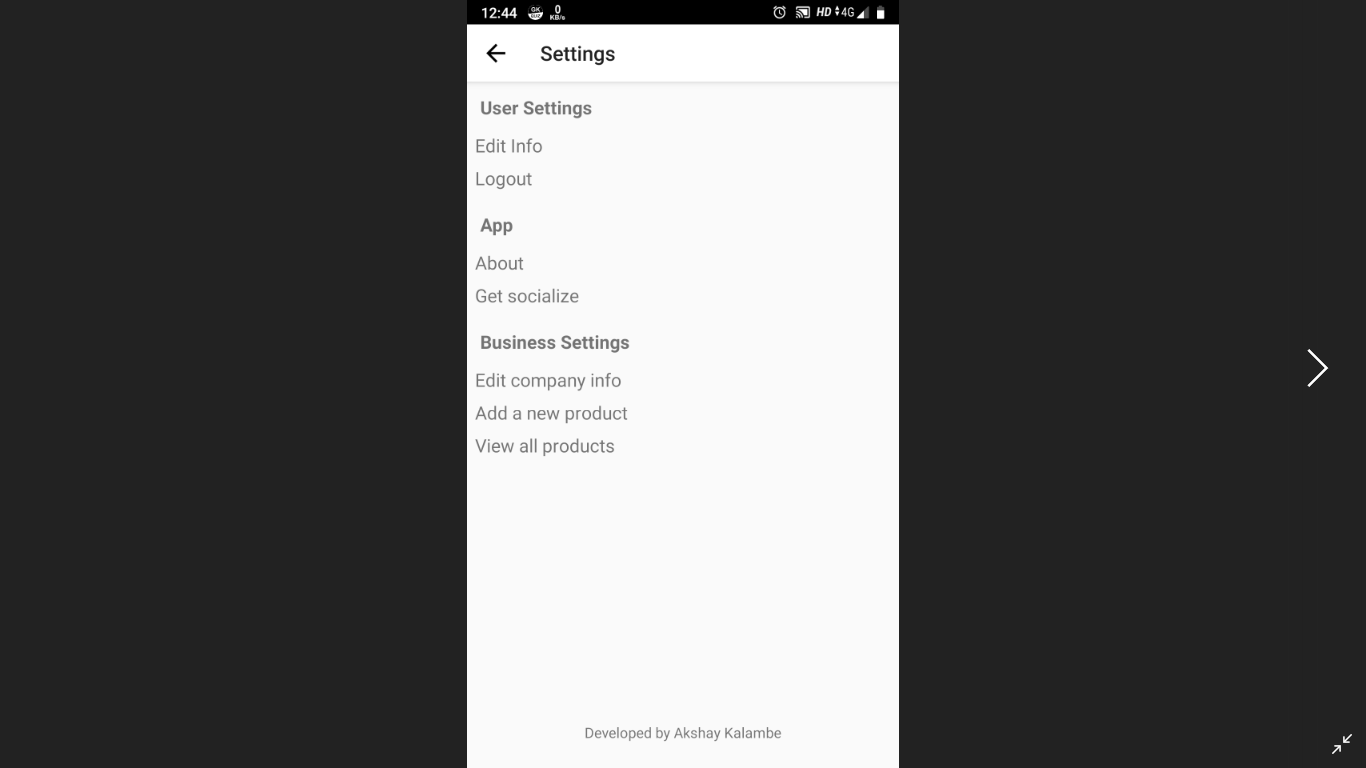 12:44 GK 0 KB/s HD 4G
Settings
User Settings
Edit Info
Logout
App
About
Get socialize
Business Settings
Edit company info
Add a new product
View all products
Developed by Akshay Kalambe